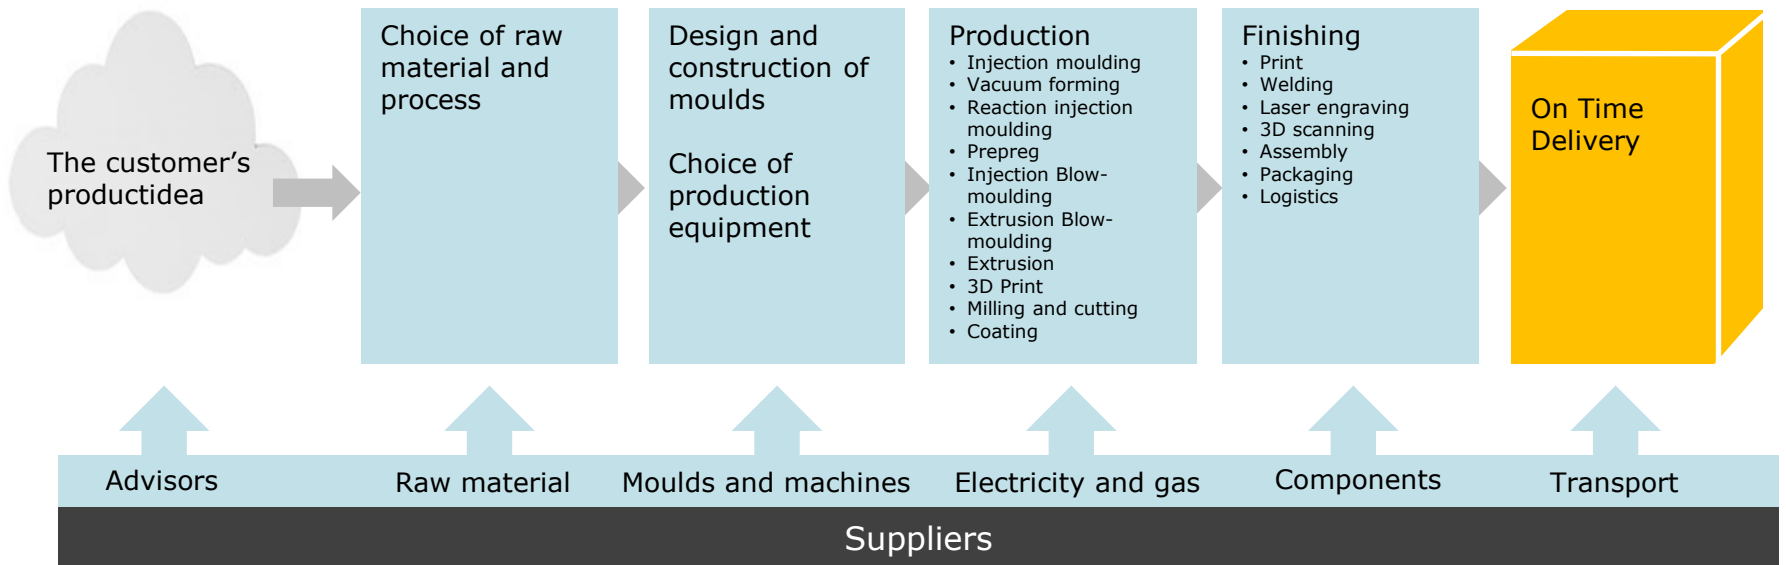 The customer’s
productidea
Choice of raw
material and
process
Design and
construction of
moulds
Choice of
production
equipment
Production
• Injection moulding
• Vacuum forming
• Reaction injection
moulding
• Prepreg
• Injection Blow-
moulding
• Extrusion Blow-
moulding
• Extrusion
• 3D Print
• Milling and cutting
• Coating
Finishing
• Print
• Welding
• Laser engraving
• 3D scanning
• Assembly
• Packaging
• Logistics
On Time
Delivery
Advisors
Raw material
Moulds and machines
Electricity and gas
Components
Transport
Suppliers